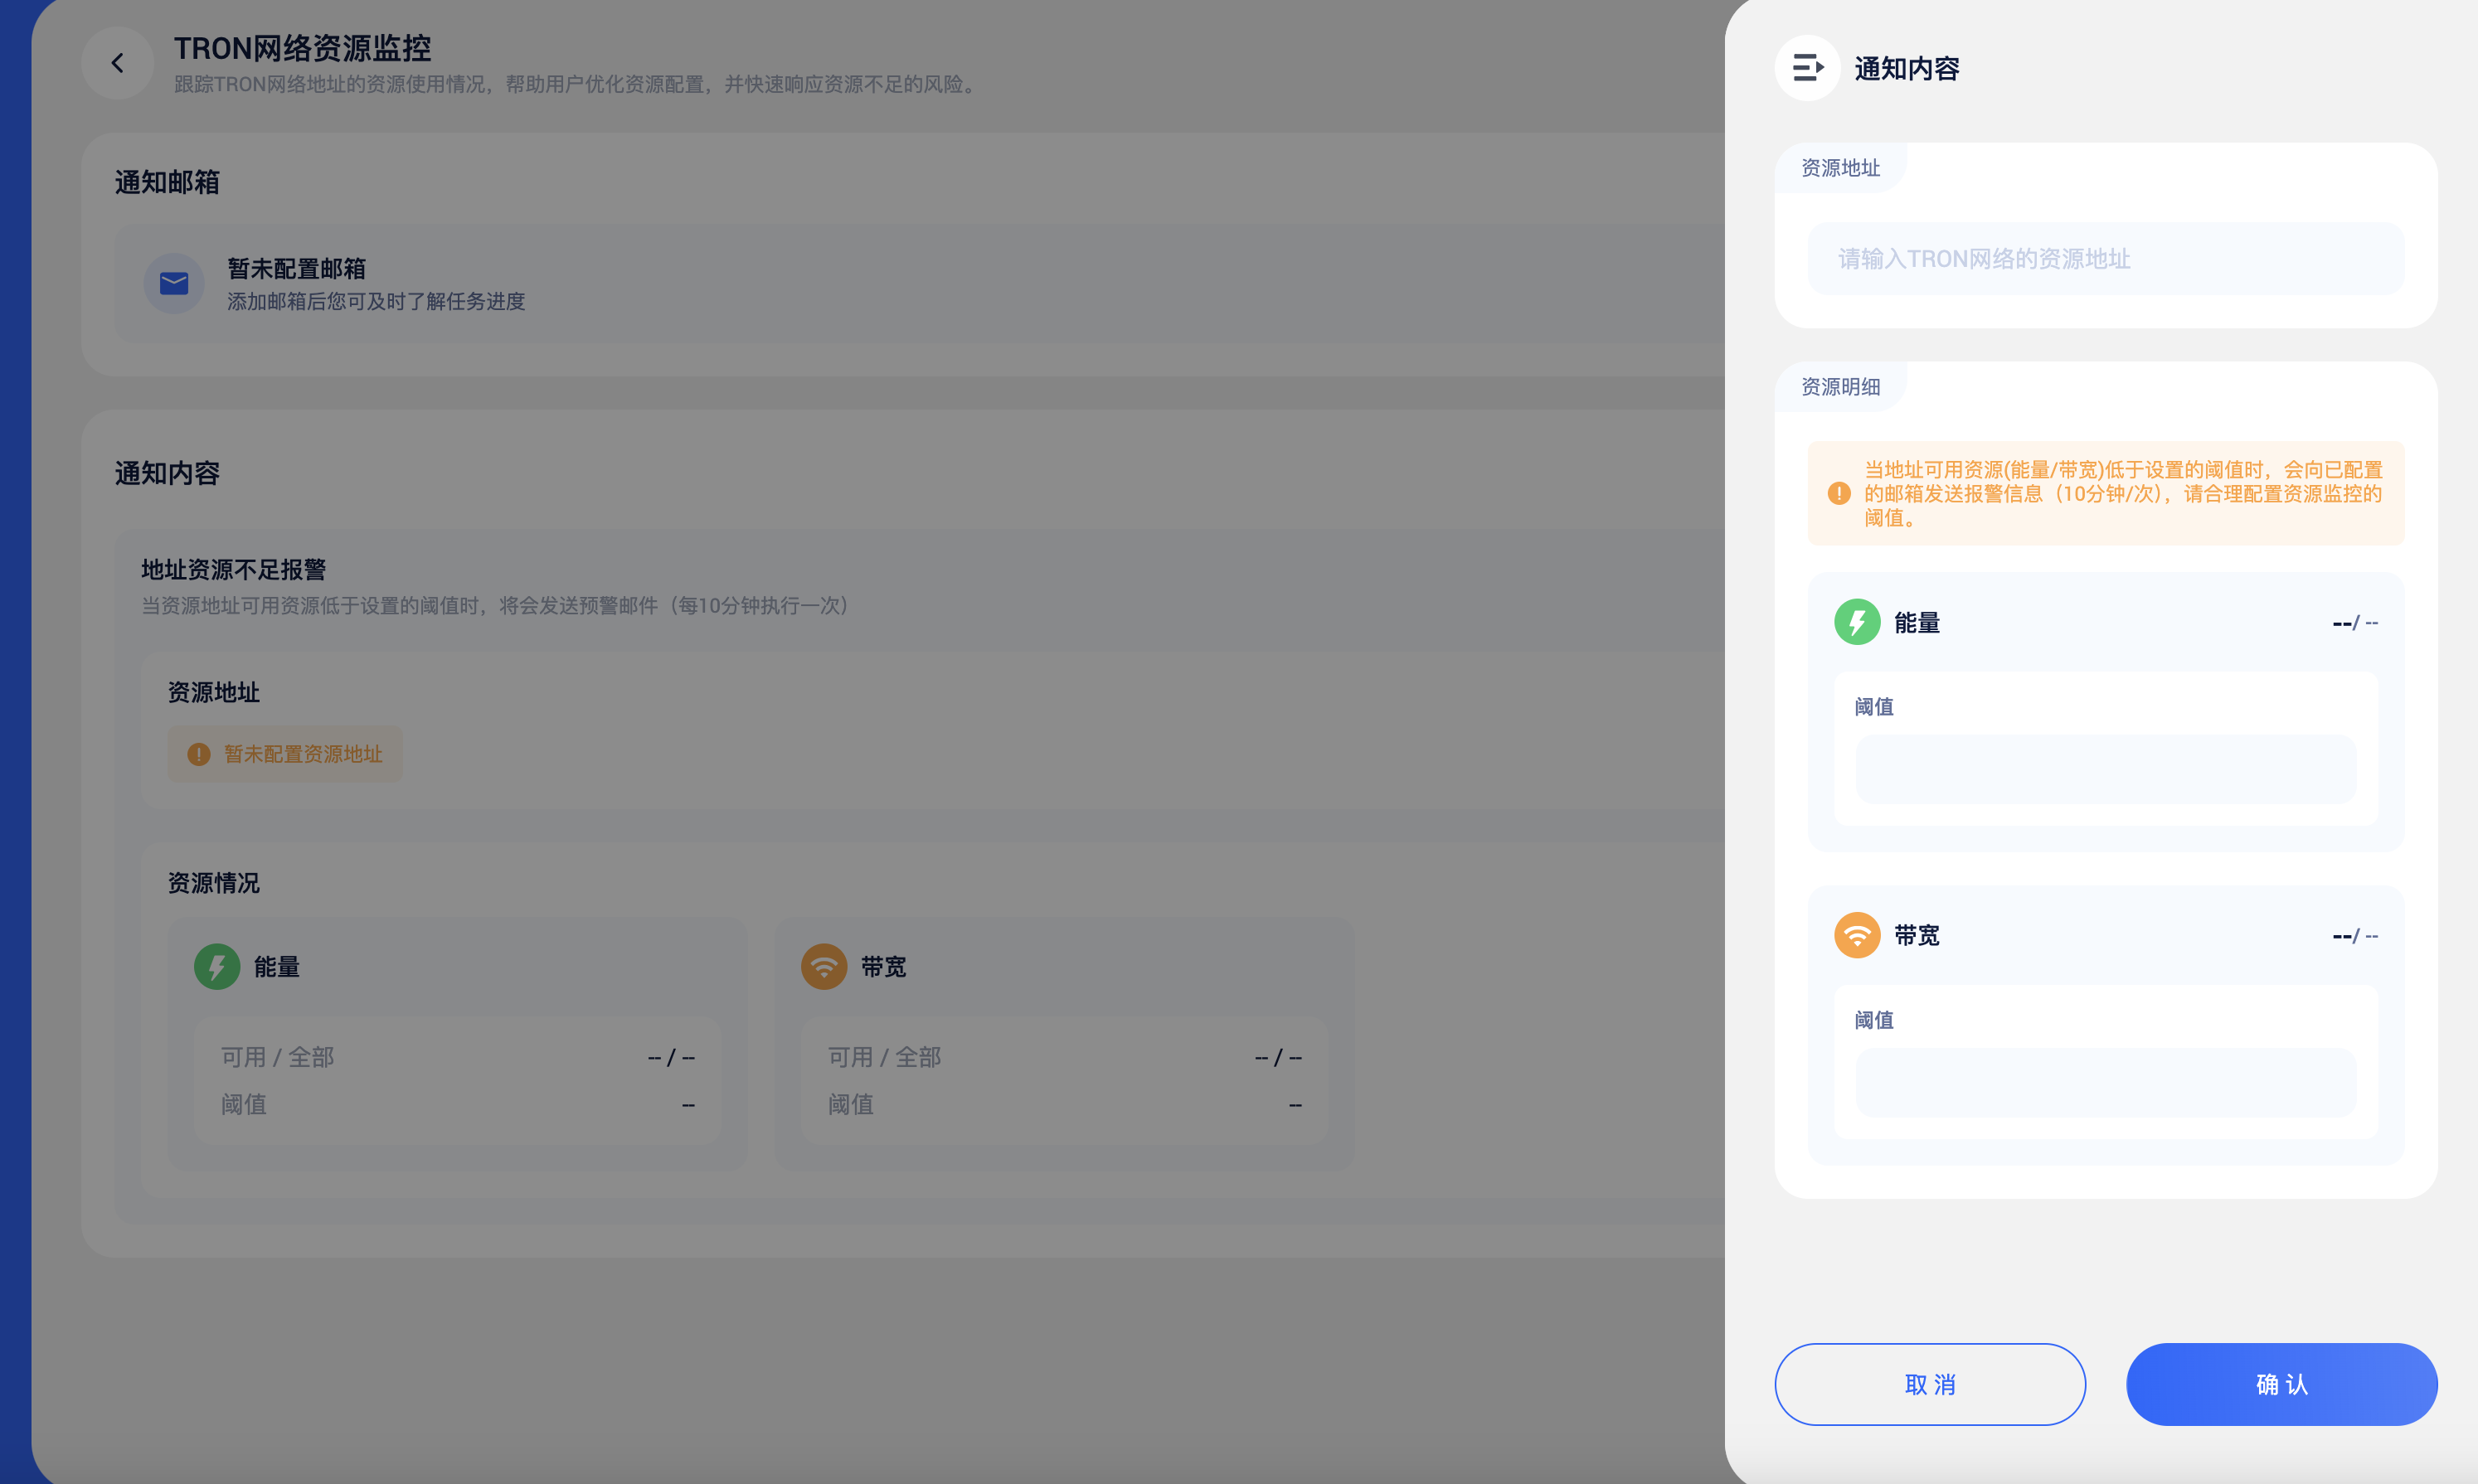 TRON网络资源监控
跟踪TRON网络地址的资源使用情况，帮助用户优化资源配置，并快速响应资源不足的风险。
通知邮箱
暂未配置邮箱
添加邮箱后您可及时了解任务进度
通知内容
地址资源不足报警
当资源地址可用资源低于设置的阈值时，将会发送预警邮件（每10分钟执行一次）
资源地址
暂未配置资源地址
资源情况
能量
可用 / 全部 -- / --
阈值 --
带宽
可用 / 全部 -- / --
阈值 --
通知内容
资源地址
请输入TRON网络的资源地址
资源明细
当地址可用资源(能量/带宽)低于设置的阈值时，会向已配置
的邮箱发送报警信息（10分钟/次），请合理配置资源监控的
阈值。
能量 --/ --
阈值
带宽 --/ --
阈值
取 消
确 认